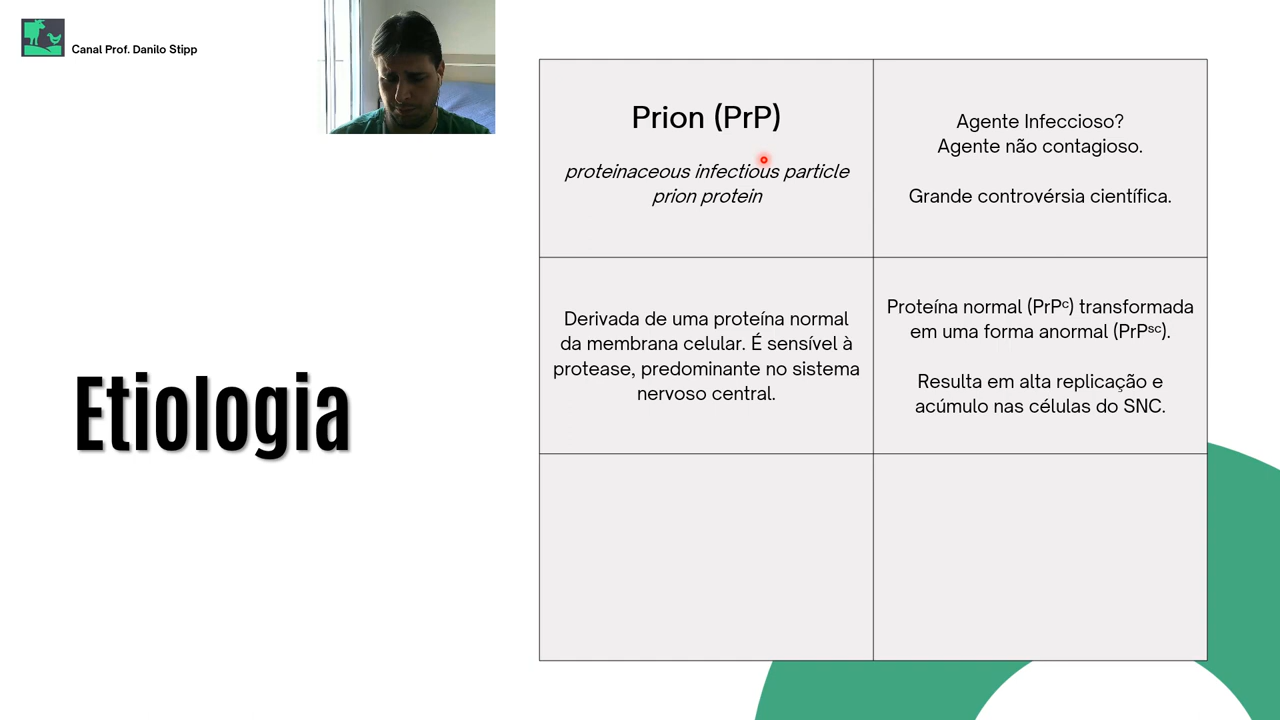 Canal Prof. Danilo Stipp
Etiologia
Prion (PrP)
proteinaceous infectious particle
prion protein
Agente Infeccioso?
Agente não contagioso.
Grande controvérsia científica.
Derivada de uma proteína normal
da membrana celular. É sensível à
protease, predominante no sistema
nervoso central.
Proteína normal (PrPᶜ) transformada
em uma forma anormal (PrPˢᶜ).
Resulta em alta replicação e
acúmulo nas células do SNC.